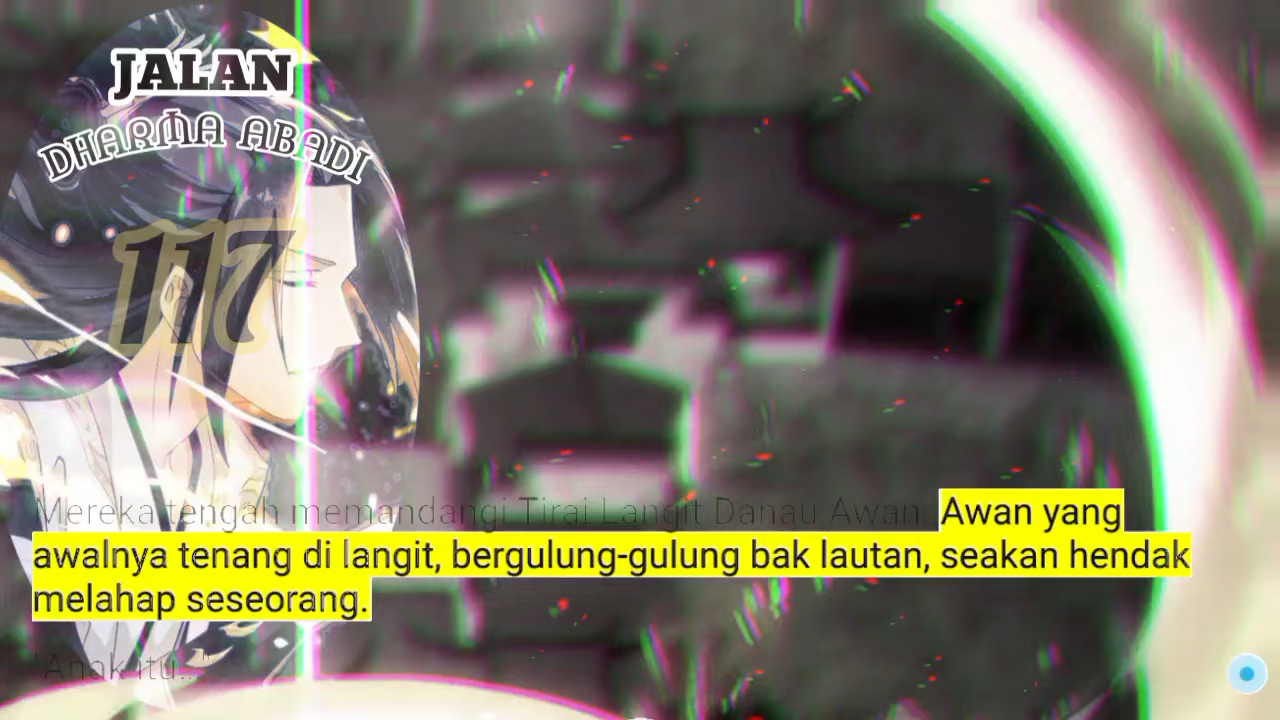 JALAN
DHARMA ABADI
117
Mereka tengah memandangi Tirai Langit Danau Awan. Awan yang
awalnya tenang di langit, bergulung-gulung bak lautan, seakan hendak
melahap seseorang.
"Anak itu..."